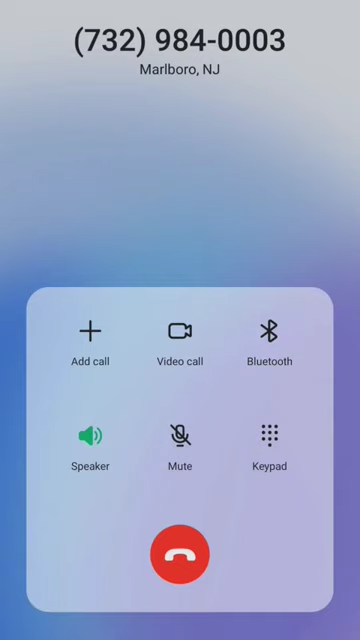 (732) 984-0003
Marlboro, NJ
Add call
Video call
Bluetooth
Speaker
Mute
Keypad